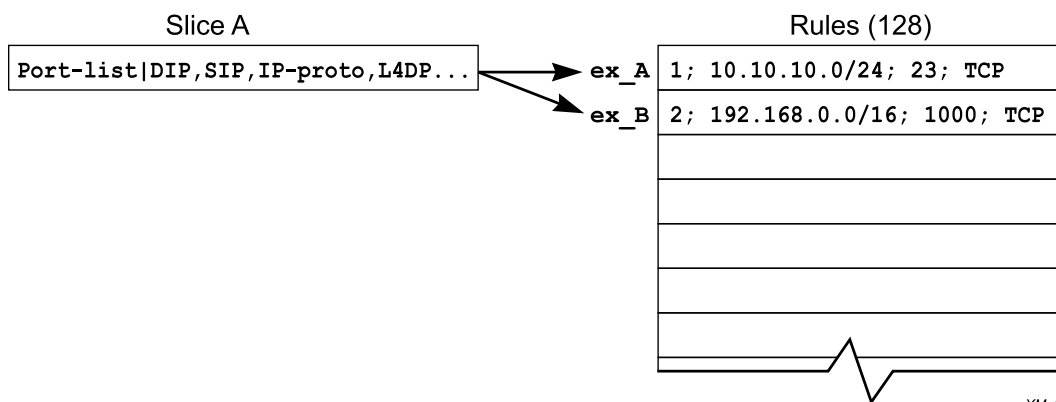 Slice A
Rules (128)
Port-list|DIP,SIP,IP-proto,L4DP...
ex_A
1; 10.10.10.0/24; 23; TCP
ex_B
2; 192.168.0.0/16; 1000; TCP